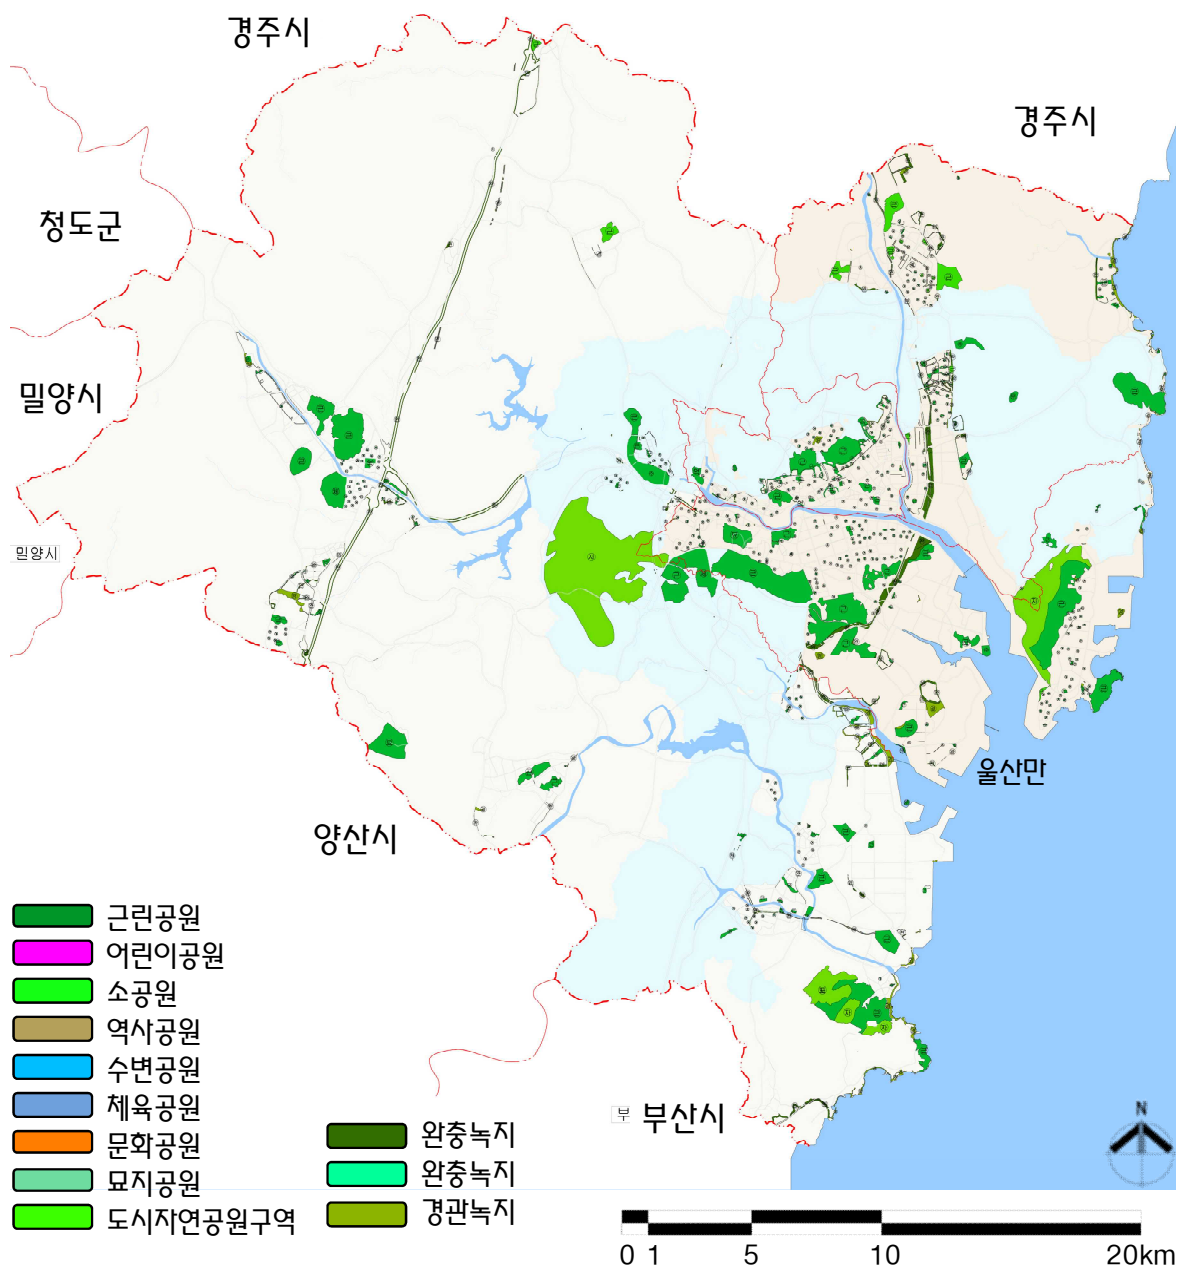 경주시
경주시
청도군
밀양시
밀양시
울산만
양산시
부 부산시
근린공원
어린이공원
소공원
역사공원
수변공원
체육공원
문화공원
묘지공원
도시자연공원구역
완충녹지
완충녹지
경관녹지
N
0 1 5 10 20km